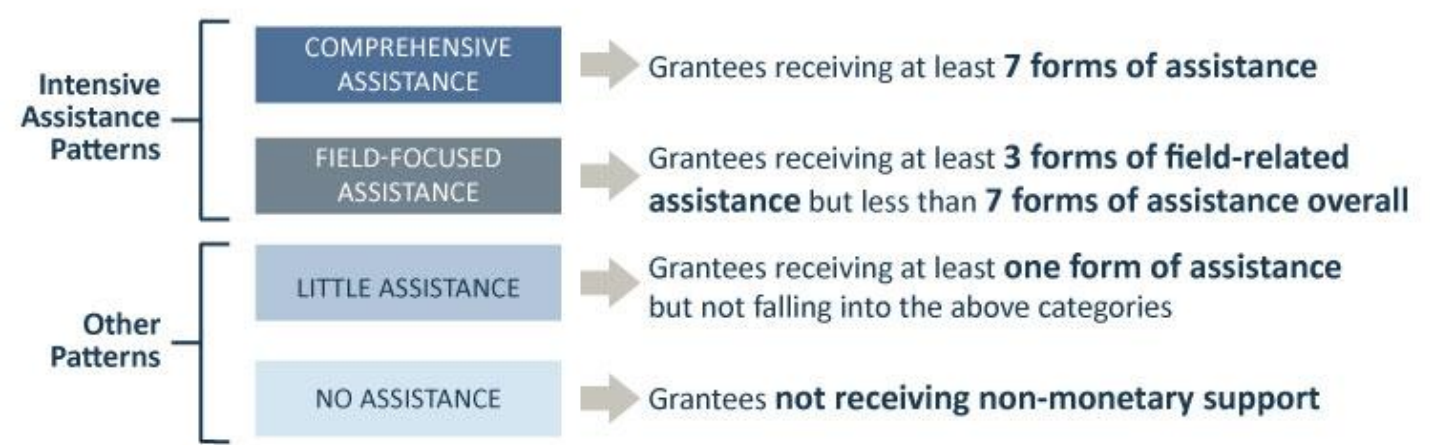 Intensive
Assistance
Patterns
COMPREHENSIVE
ASSISTANCE
Grantees receiving at least 7 forms of assistance
FIELD-FOCUSED
ASSISTANCE
Grantees receiving at least 3 forms of field-related
assistance but less than 7 forms of assistance overall
Other
Patterns
LITTLE ASSISTANCE
Grantees receiving at least one form of assistance
but not falling into the above categories
NO ASSISTANCE
Grantees not receiving non-monetary support